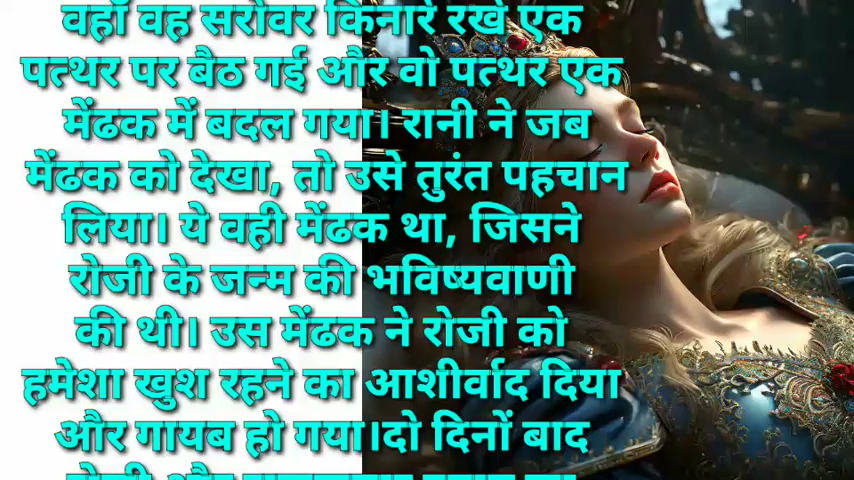 वहाँ वह सरोवर किनारे रखे एक
पत्थर पर बैठ गई और वो पत्थर एक
मेंढक में बदल गया। रानी ने जब
मेंढक को देखा, तो उसे तुरंत पहचान
लिया। ये वही मेंढक था, जिसने
रोजी के जन्म की भविष्यवाणी
की थी। उस मेंढक ने रोजी को
हमेशा खुश रहने का आशीर्वाद दिया
और गायब हो गया।दो दिनों बाद